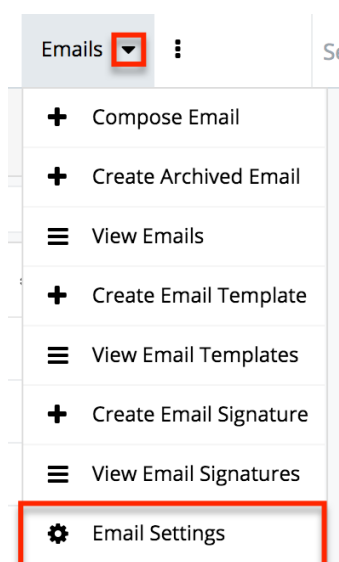 Emails
Compose Email
Create Archived Email
View Emails
Create Email Template
View Email Templates
Create Email Signature
View Email Signatures
Email Settings